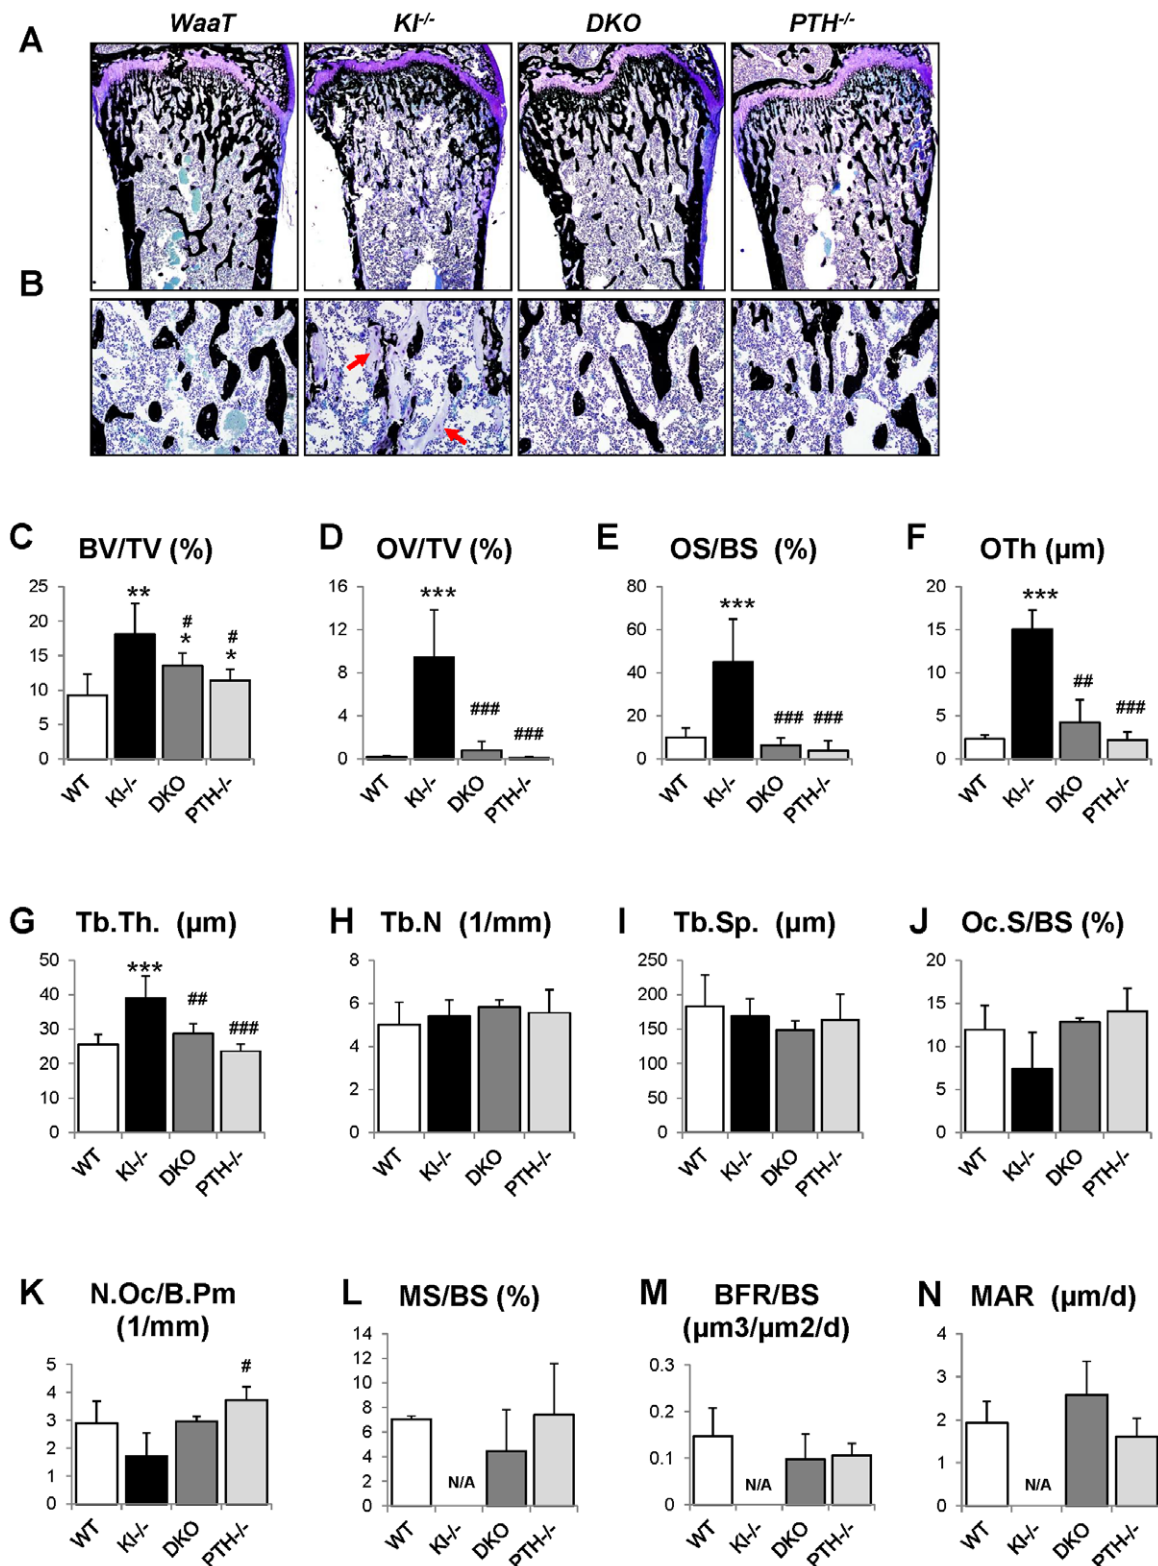 A WaaT Kl-/- DKO PTH-/-
B
C BV/TV (%) D OV/TV (%) E OS/BS (%) F OTh (μm)
25 20 15 10 5 0
** # * # *
WT Kl-/- DKO PTH-/-
16 12 8 4 0
*** ### ###
WT Kl-/- DKO PTH-/-
80 60 40 20 0
*** ### ###
WT Kl-/- DKO PTH-/-
20 15 10 5 0
*** ## ###
WT Kl-/- DKO PTH-/-
G Tb.Th. (μm) H Tb.N (1/mm) I Tb.Sp. (μm) J Oc.S/BS (%)
50 40 30 20 10 0
*** ## ###
WT Kl-/- DKO PTH-/-
8 6 4 2 0
WT Kl-/- DKO PTH-/-
250 200 150 100 50 0
WT Kl-/- DKO PTH-/-
20 15 10 5 0
WT Kl-/- DKO PTH-/-
K N.Oc/B.Pm (1/mm) L MS/BS (%) M BFR/BS (μm3/μm2/d) N MAR (μm/d)
5 4 3 2 1 0
#
WT Kl-/- DKO PTH-/-
14 12 10 8 6 4 2 0
N/A
WT Kl-/- DKO PTH-/-
0.3 0.2 0.1 0
N/A
WT Kl-/- DKO PTH-/-
4 3 2 1 0
N/A
WT Kl-/- DKO PTH-/-